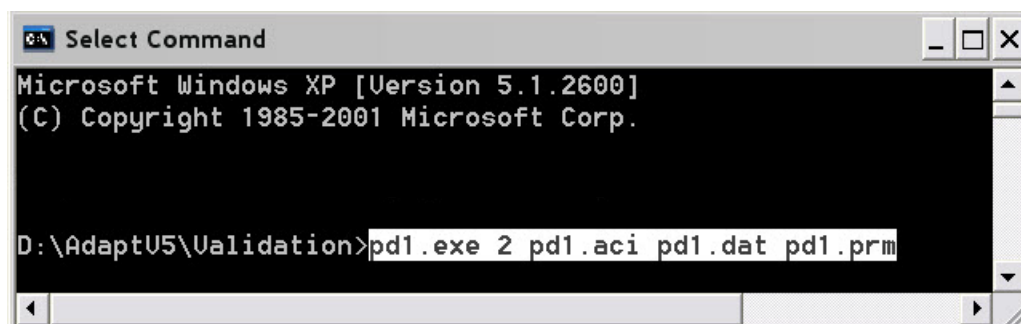 Select Command
Microsoft Windows XP [Version 5.1.2600]
(C) Copyright 1985-2001 Microsoft Corp.
D:\AdaptV5\Validation>pd1.exe 2 pd1.aci pd1.dat pd1.prm